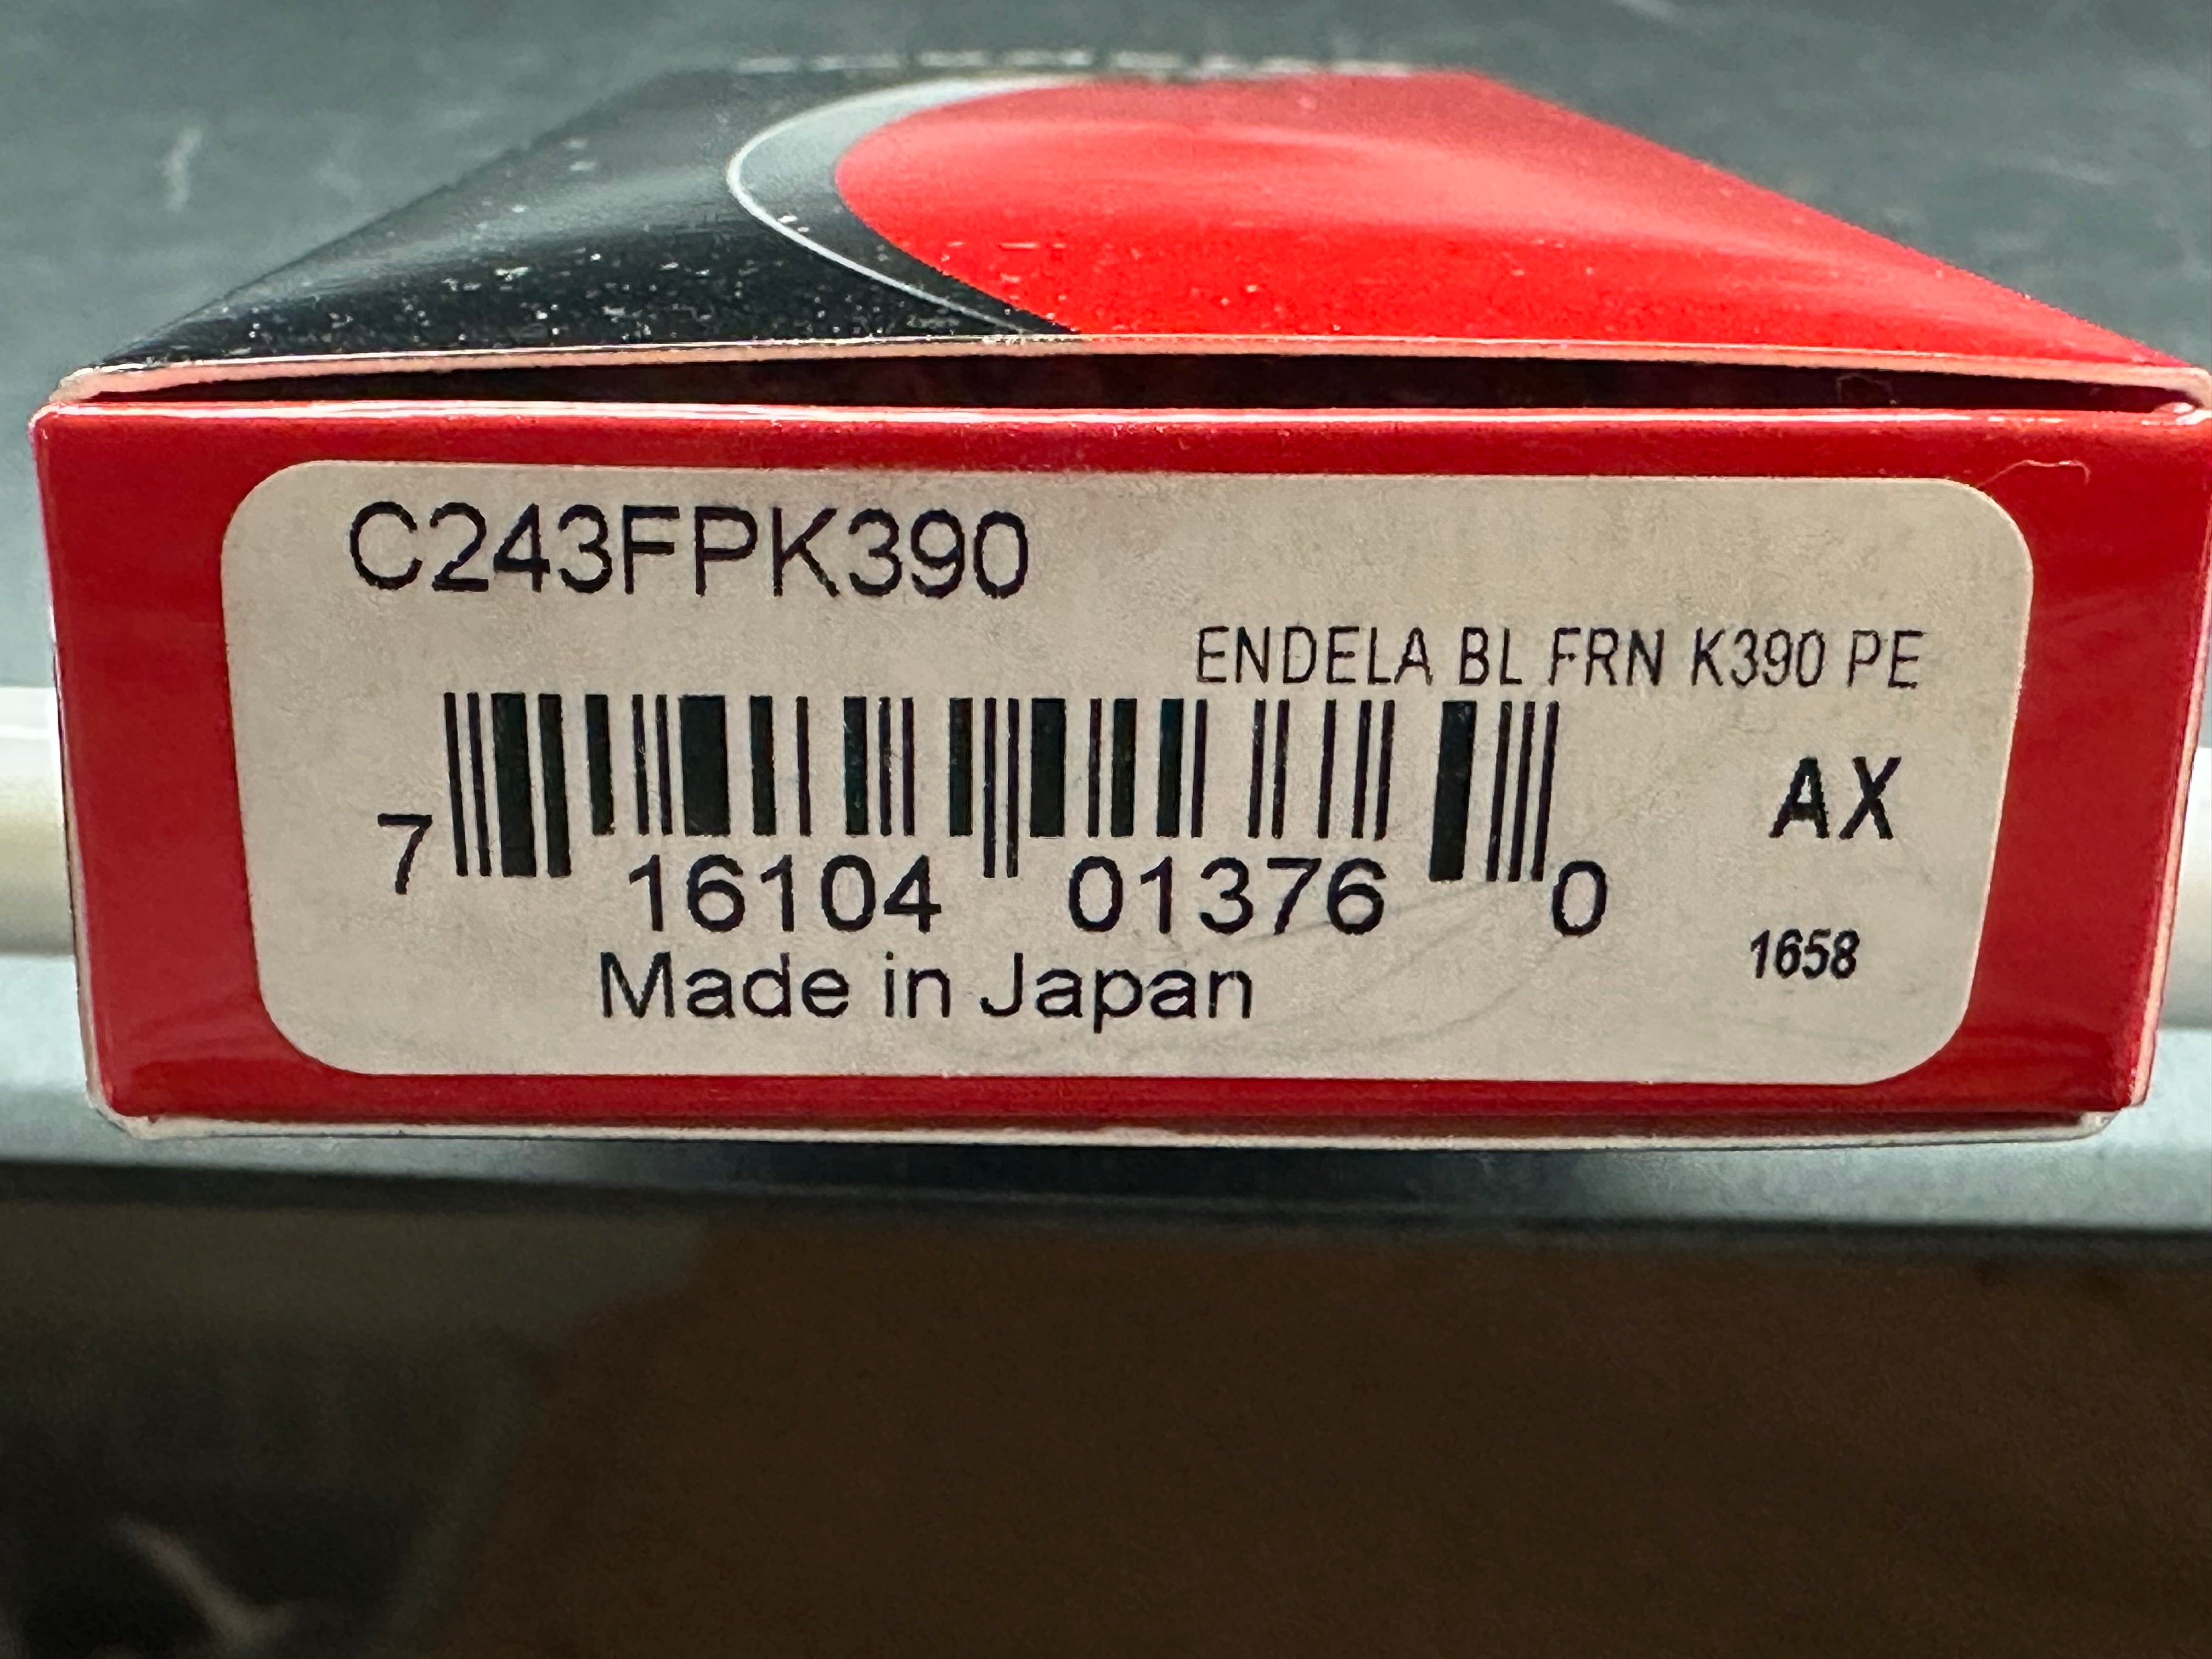 C243FPK390
ENDELA BL FRN K390 PE
AX
7 16104 01376 0
1658
Made in Japan